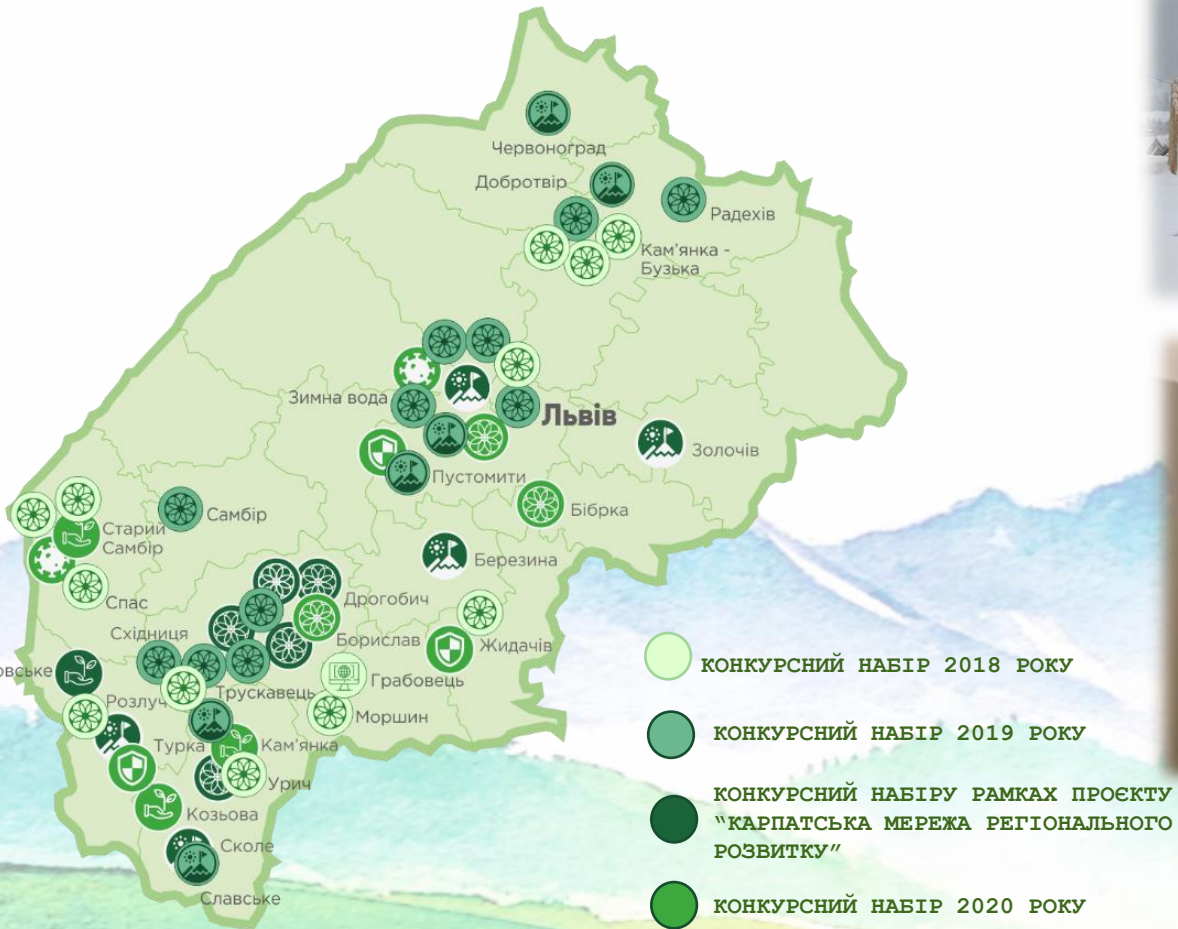 Червоноград
Добротвір
Радехів
Кам'янка -
Бузька
Зимна вода
Львів
Золочів
Пустомити
Бібрка
Самбір
Старий
Самбір
Березина
Спас
Дрогобич
Східниця
Борислав
Жидачів
Грабовець
Розлуч
Трускавець
Моршин
Турка
Кам'янка
Урич
Козьова
Сколе
Славське
КОНКУРСНИЙ НАБІР 2018 РОКУ
КОНКУРСНИЙ НАБІР 2019 РОКУ
КОНКУРСНИЙ НАБІРУ РАМКАХ ПРОЄКТУ
“КАРПАТСЬКА МЕРЕЖА РЕГІОНАЛЬНОГО
РОЗВИТКУ”
КОНКУРСНИЙ НАБІР 2020 РОКУ